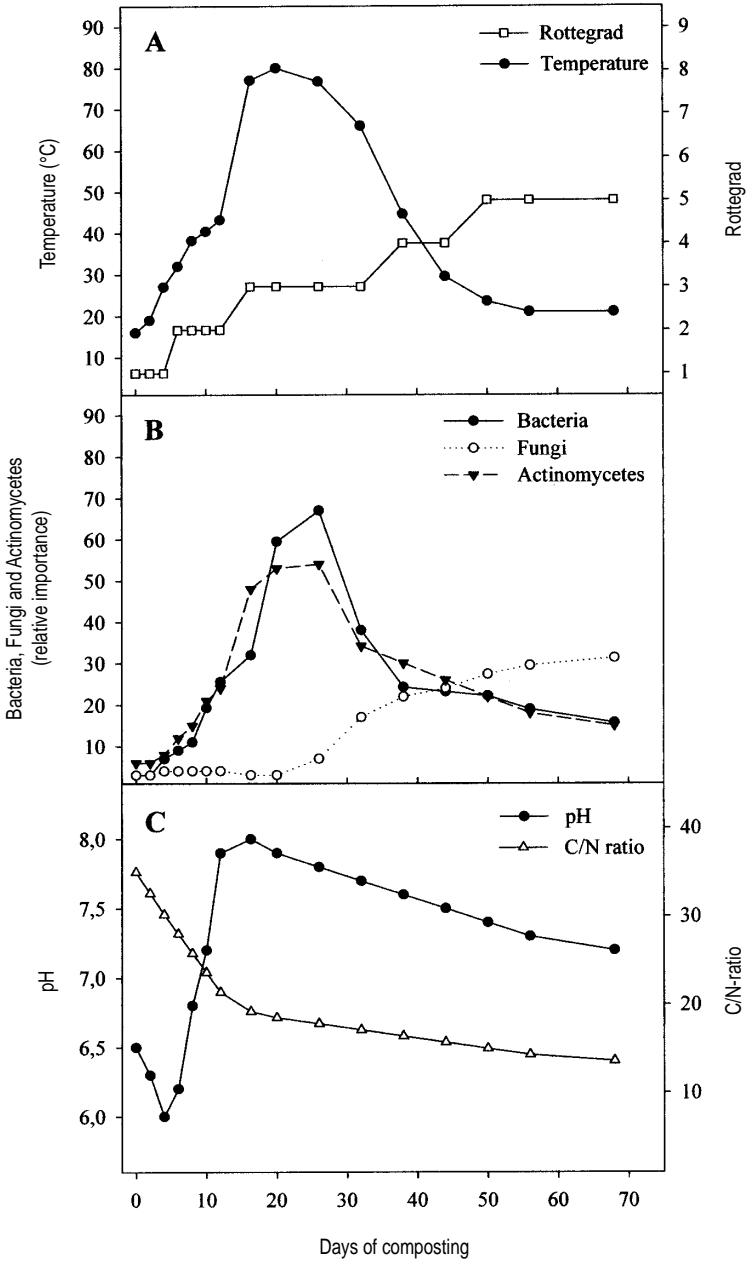 A
Rottegrad
Temperature
90
80
70
60
50
40
30
20
10
Temperature (°C)
9
8
7
6
5
4
3
2
1
Rottegrad
B
Bacteria
Fungi
Actinomycetes
90
80
70
60
50
40
30
20
10
Bacteria, Fungi and Actinomycetes
(relative importance)
C
pH
C/N ratio
8,0
7,5
7,0
6,5
6,0
pH
40
30
20
10
C/N-ratio
0 10 20 30 40 50 60 70
Days of composting